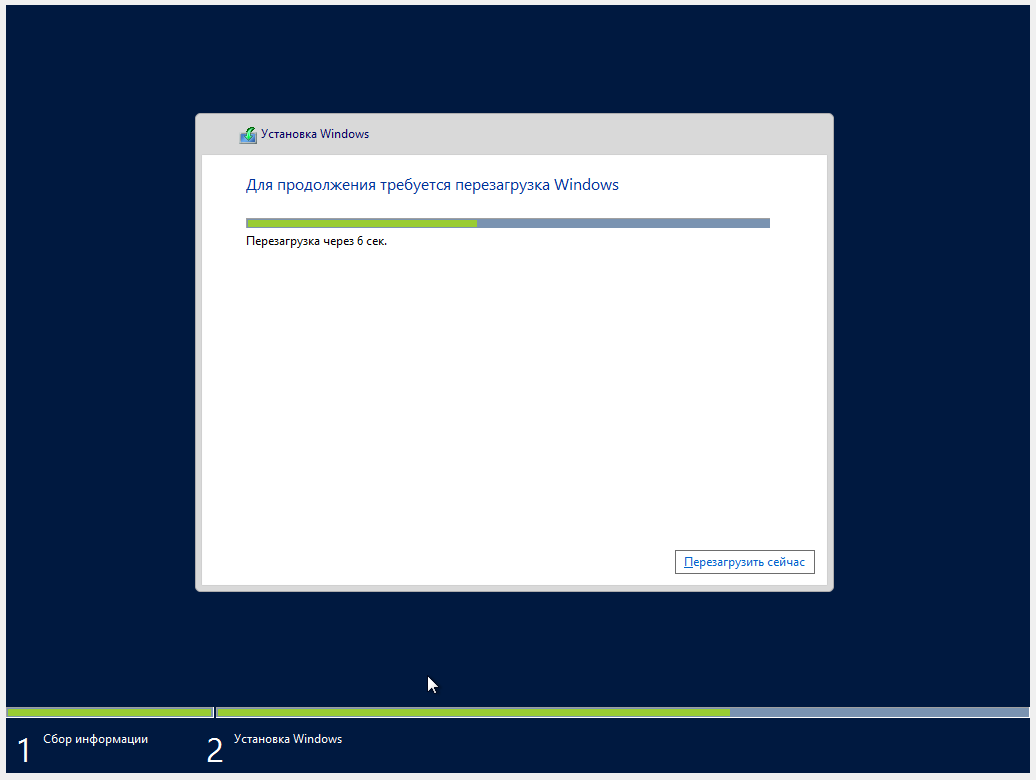 Установка Windows
Для продолжения требуется перезагрузка Windows
Перезагрузка через 6 сек.
Перезагрузить сейчас
1 Сбор информации 2 Установка Windows